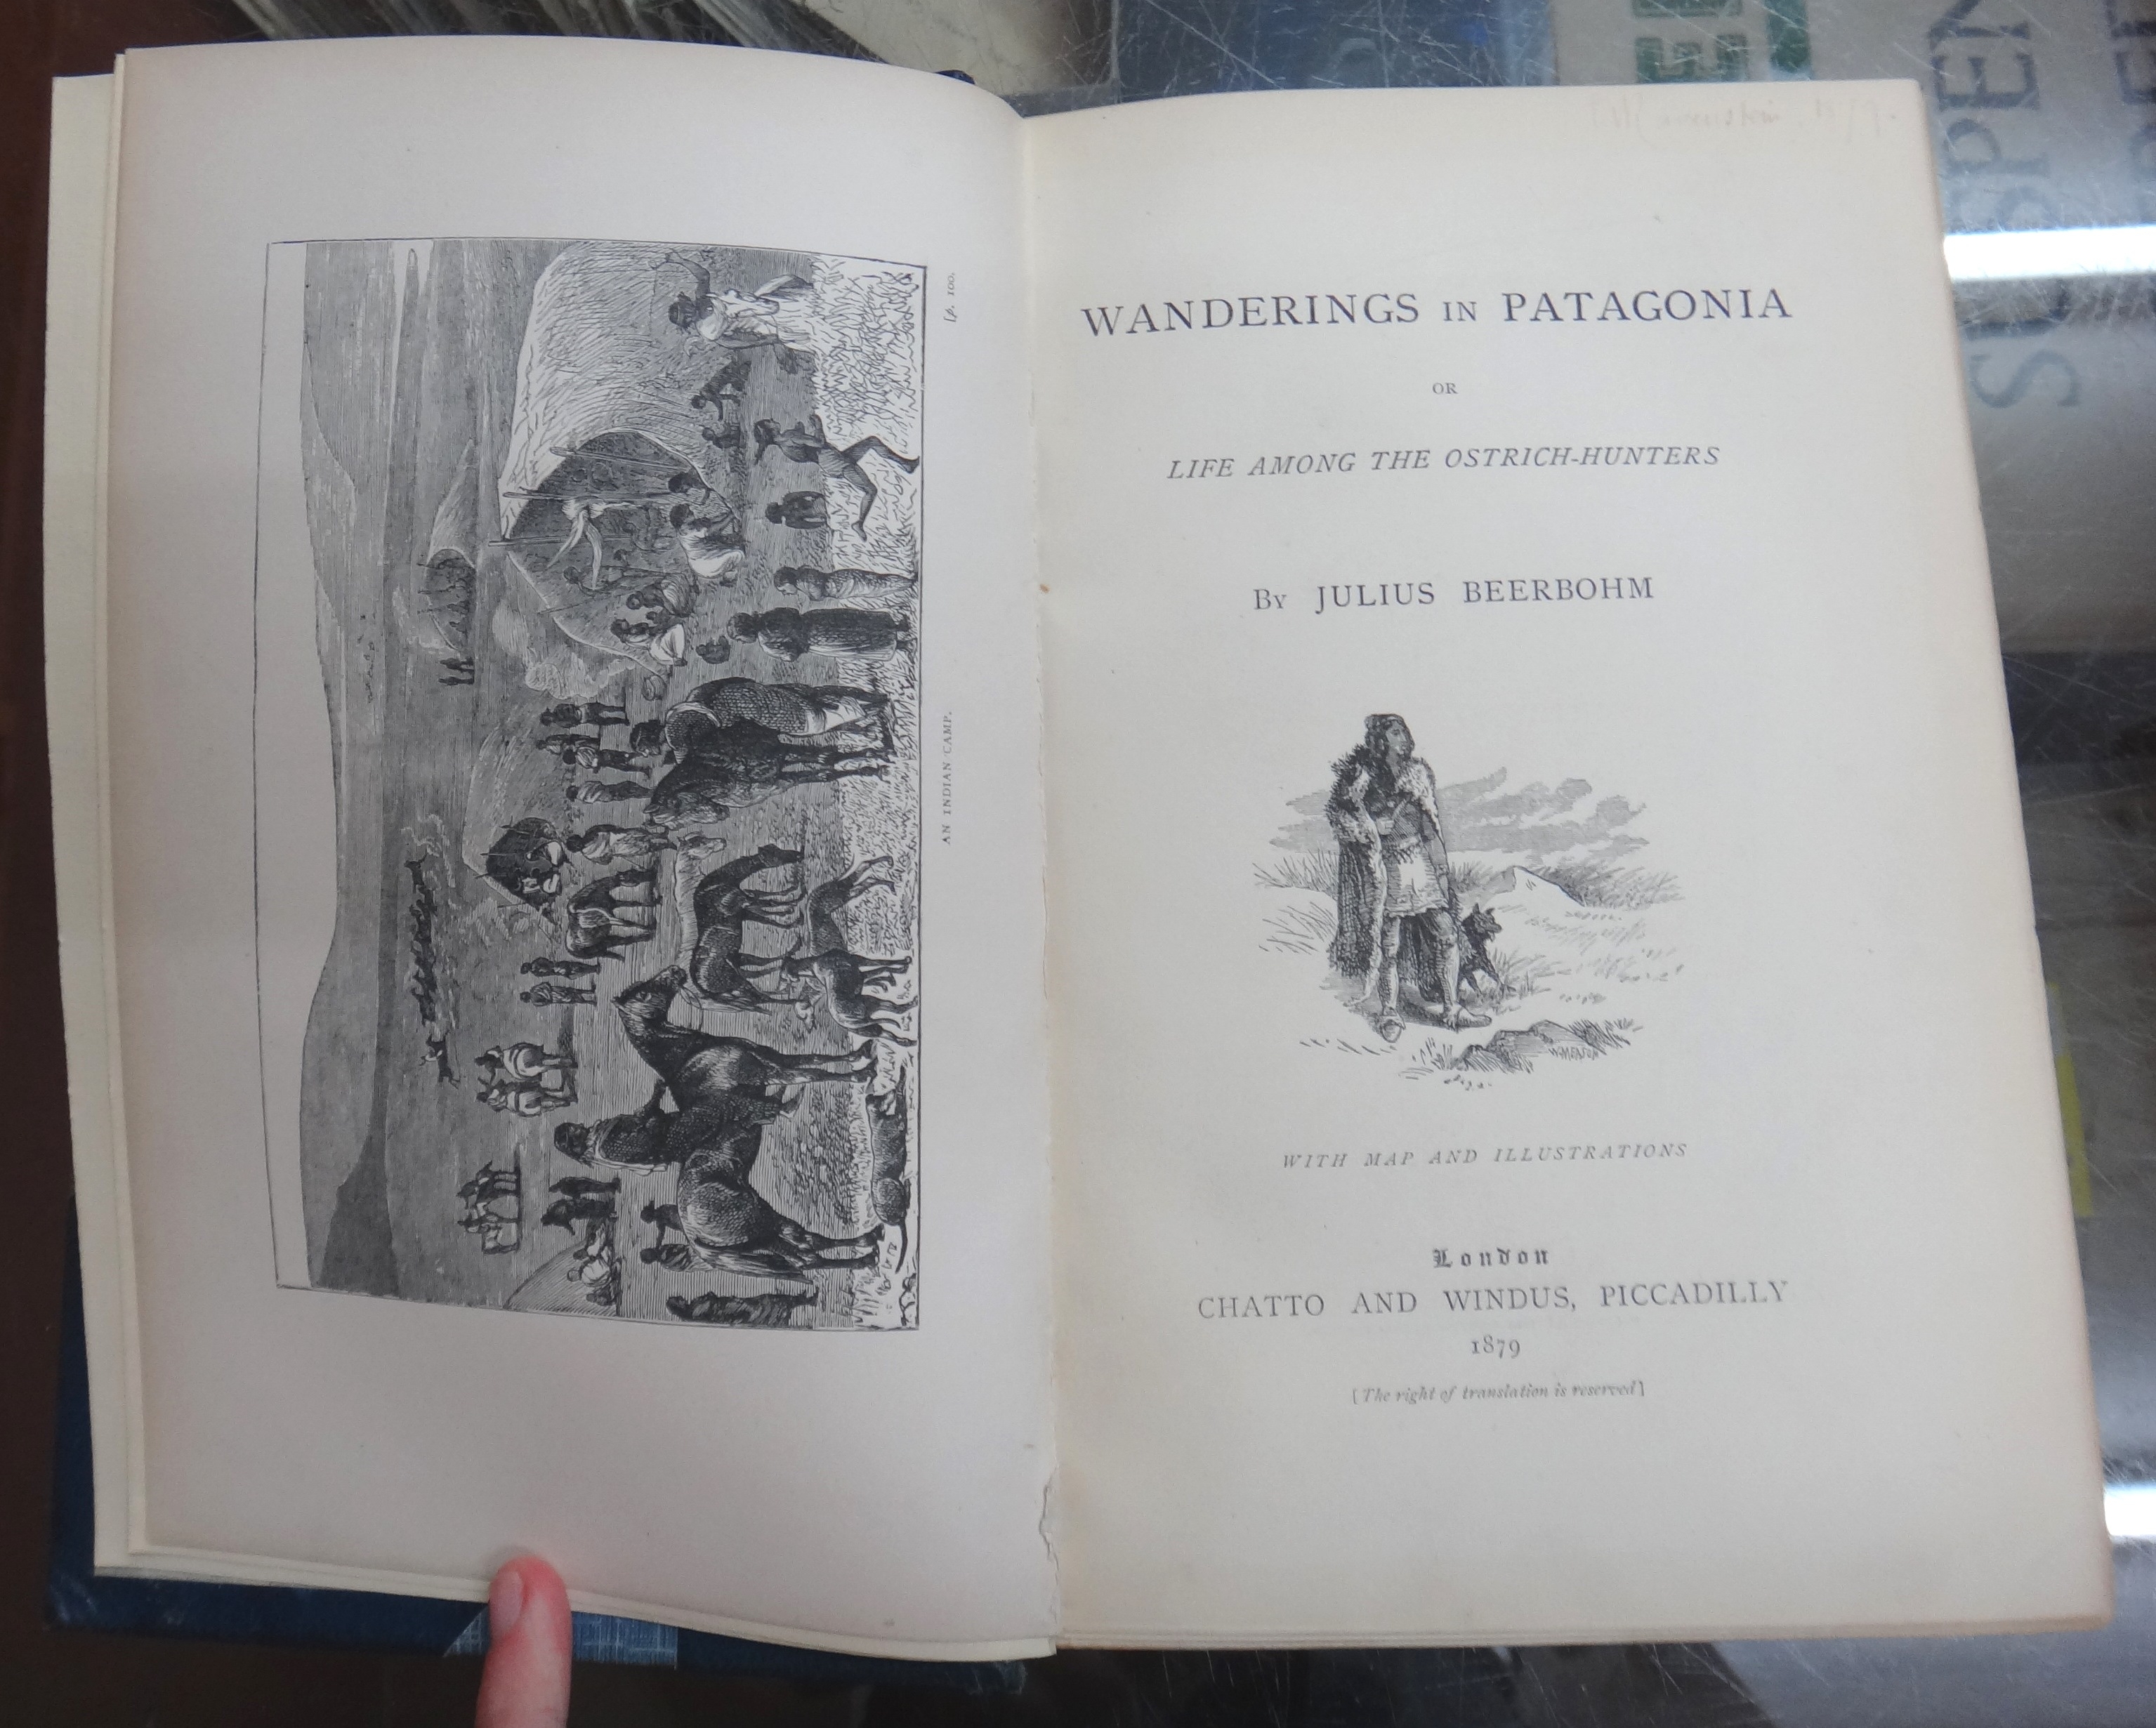 [p. 100.
AN INDIAN CAMP.
WANDERINGS IN PATAGONIA
OR
LIFE AMONG THE OSTRICH-HUNTERS
BY JULIUS BEERBOHM
WITH MAP AND ILLUSTRATIONS
London
CHATTO AND WINDUS, PICCADILLY
1879
[The right of translation is reserved]